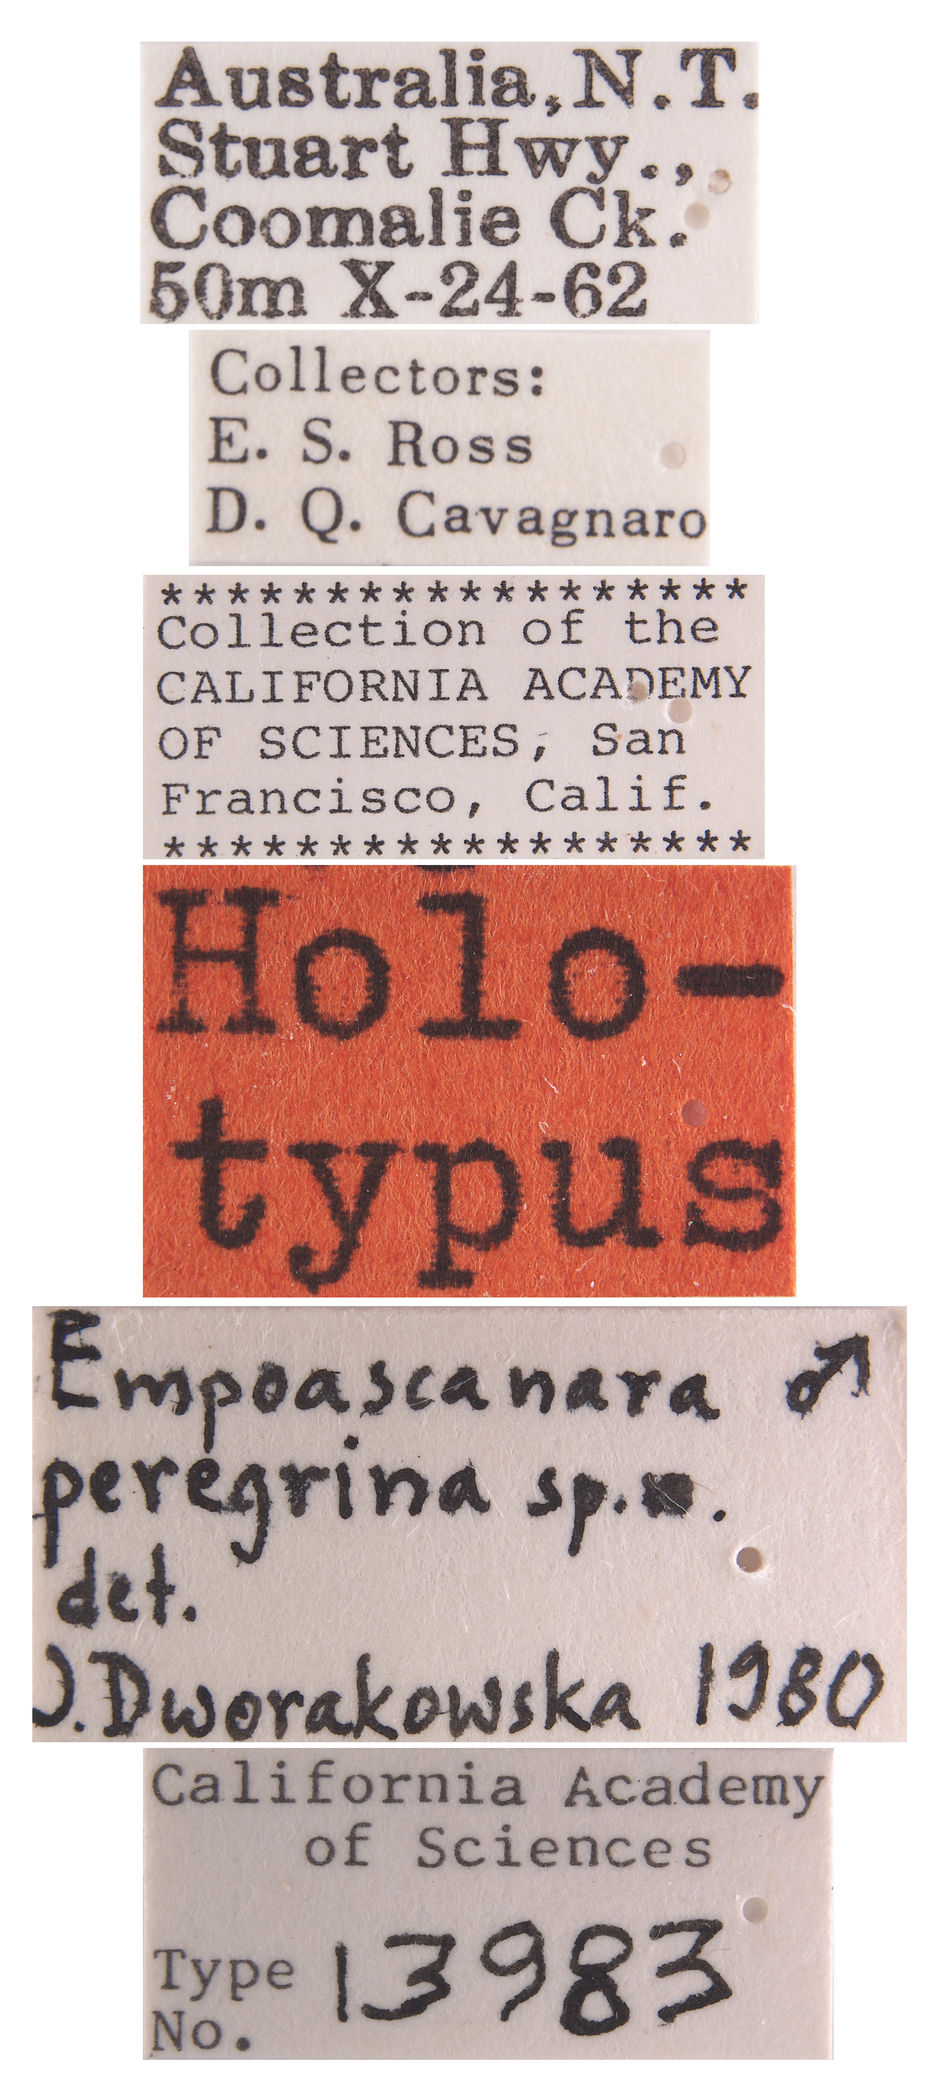 Australia, N.T.
Stuart Hwy.,
Coomalie Ck.
50m X-24-62
Collectors:
E. S. Ross
D. Q. Cavagnaro
******************
Collection of the
CALIFORNIA ACADEMY
OF SCIENCES, San
Francisco, Calif.
******************
Holo-
typus
Empoascanara ♂
peregrina sp.n.
det.
J.Dworakowska 1980
California Academy
of Sciences
Type
No. 13983